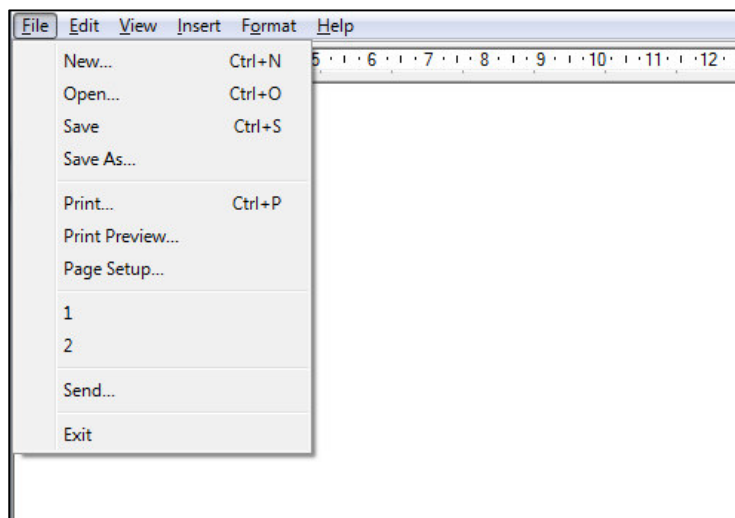 File Edit View Insert Format Help
5 6 7 8 9 10 11 12
New... Ctrl+N
Open... Ctrl+O
Save Ctrl+S
Save As...
Print... Ctrl+P
Print Preview...
Page Setup...
1
2
Send...
Exit